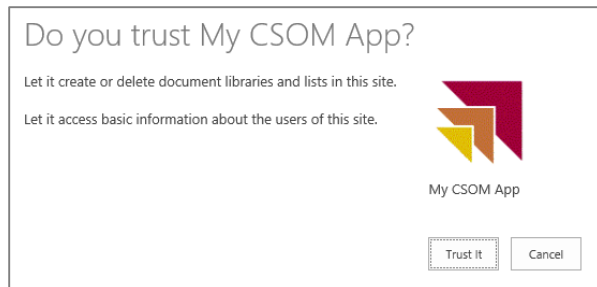 Do you trust My CSOM App?
Let it create or delete document libraries and lists in this site.
Let it access basic information about the users of this site.
My CSOM App
Trust It
Cancel